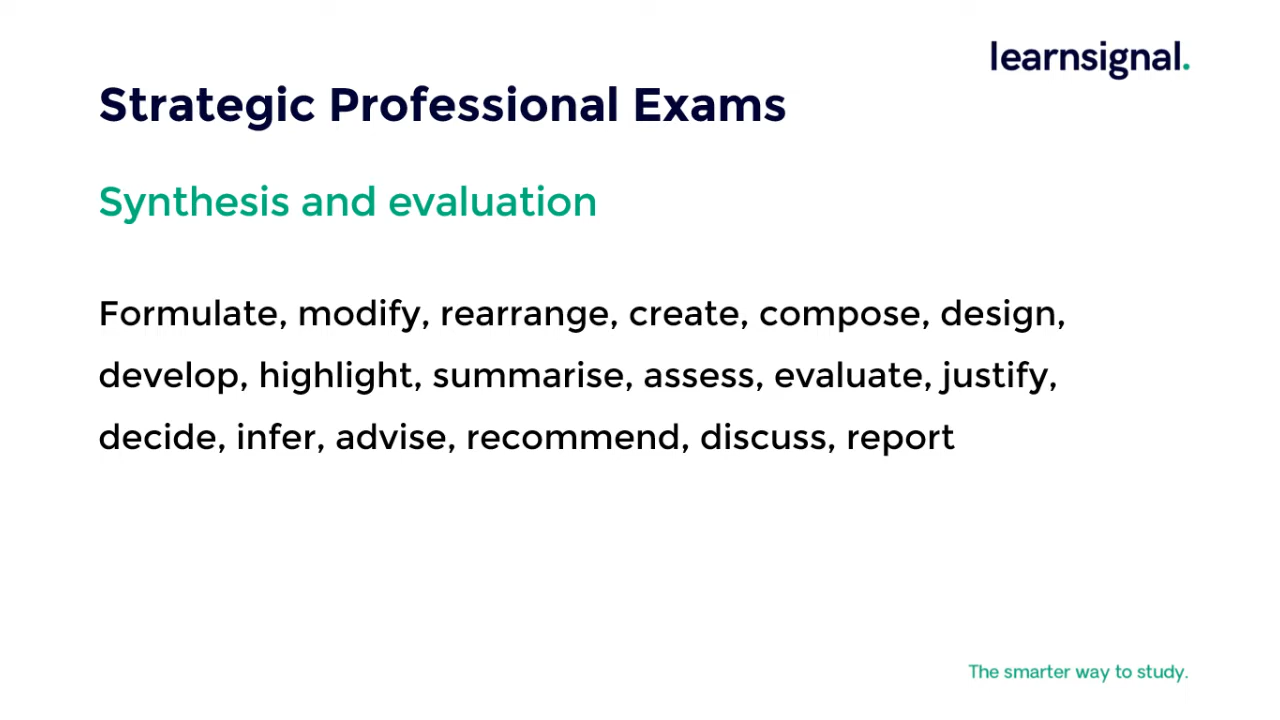 learnsignal.
Strategic Professional Exams
Synthesis and evaluation
Formulate, modify, rearrange, create, compose, design,
develop, highlight, summarise, assess, evaluate, justify,
decide, infer, advise, recommend, discuss, report
The smarter way to study.